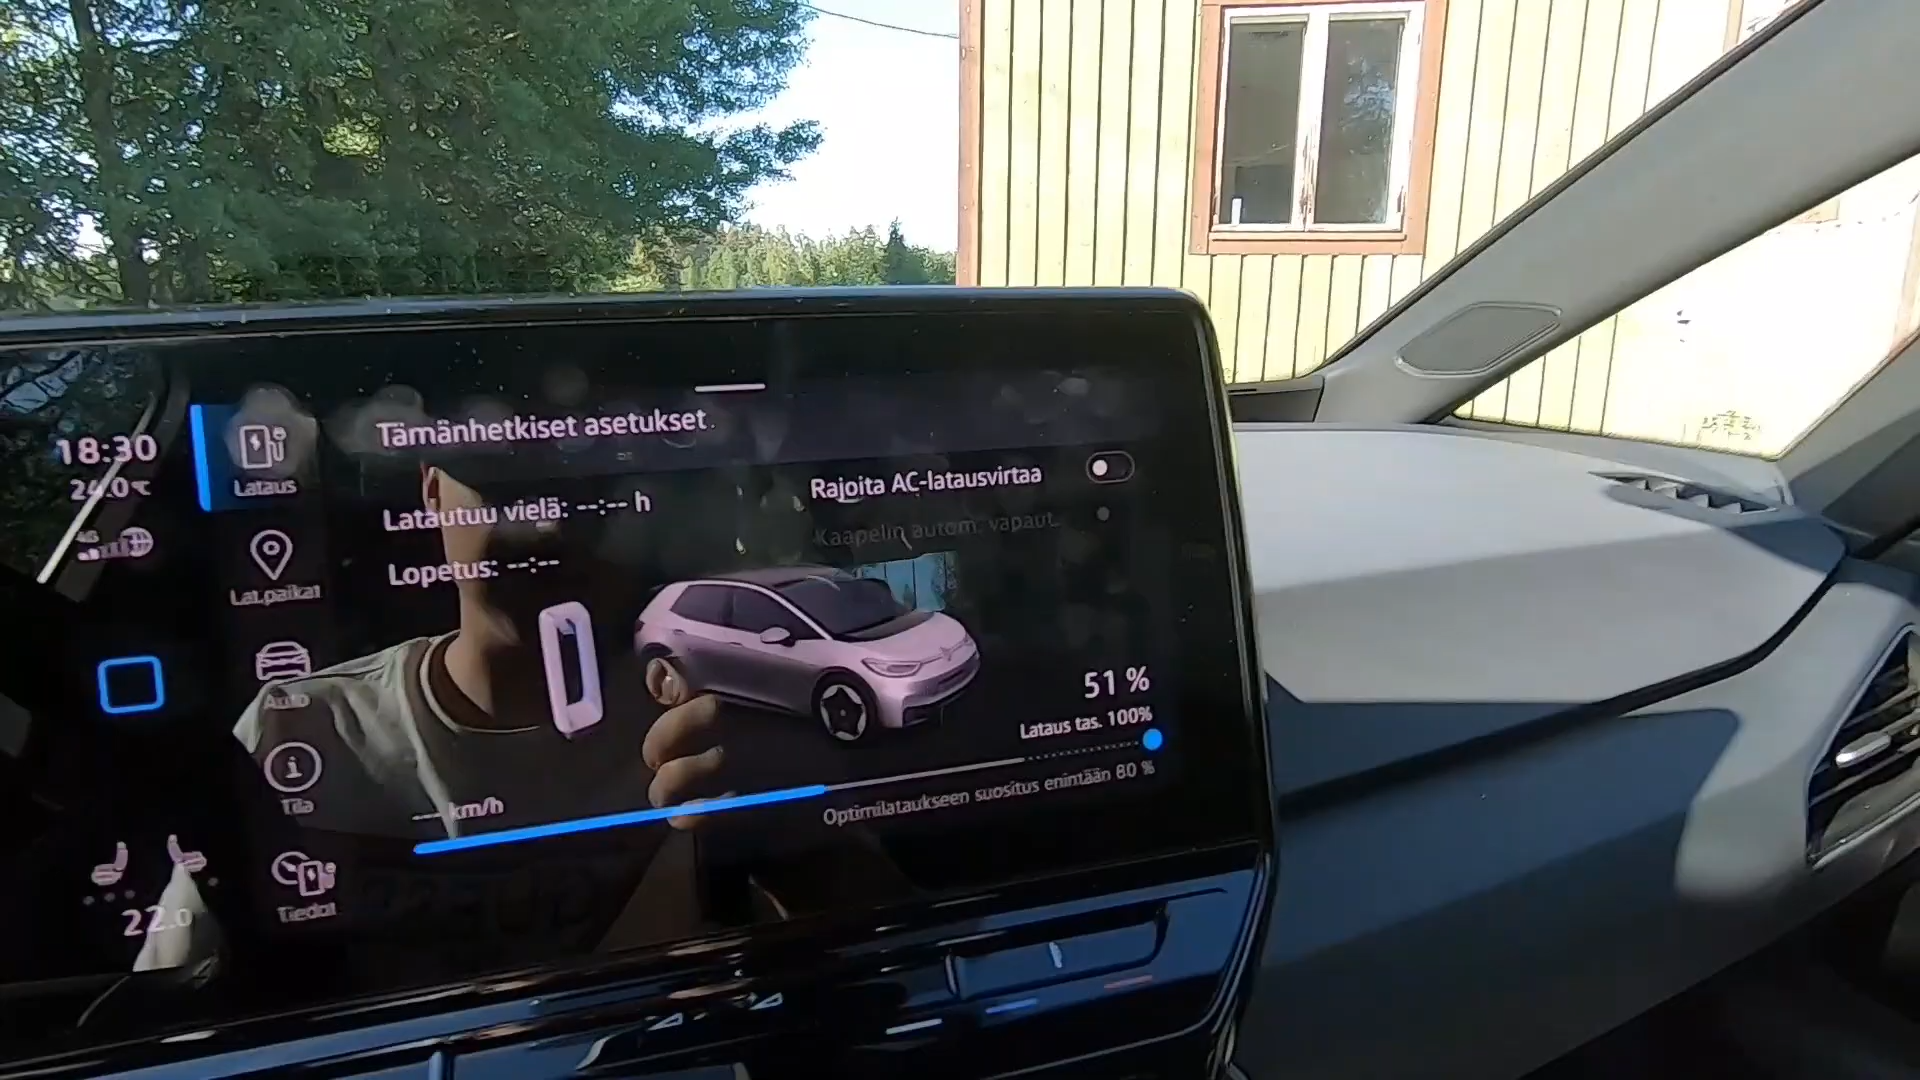 18:30
24.0°C
4G
Lataus
Lat.paikat
Auto
Tila
Tiedot
22.0
Tämänhetkiset asetukset
Latautuu vielä: --:-- h
Lopetus: --:--
Rajoita AC-latausvirtaa
Kaapelin autom. vapaut.
51 %
Lataus tas. 100%
--- km/h
Optimilataukseen suositus enintään 80 %